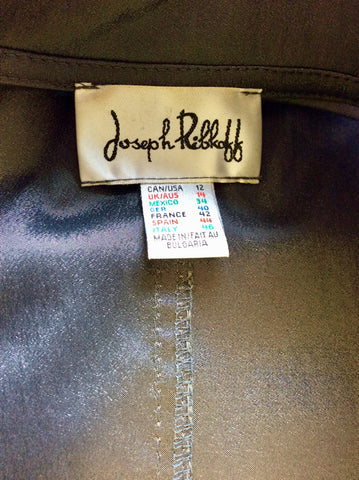 Joseph Ribkoff
CAN/USA 12
UK/AUS 14
MEXICO 34
GER 40
FRANCE 42
SPAIN 44
ITALY 46
MADE IN/FAIT AU
BULGARIA